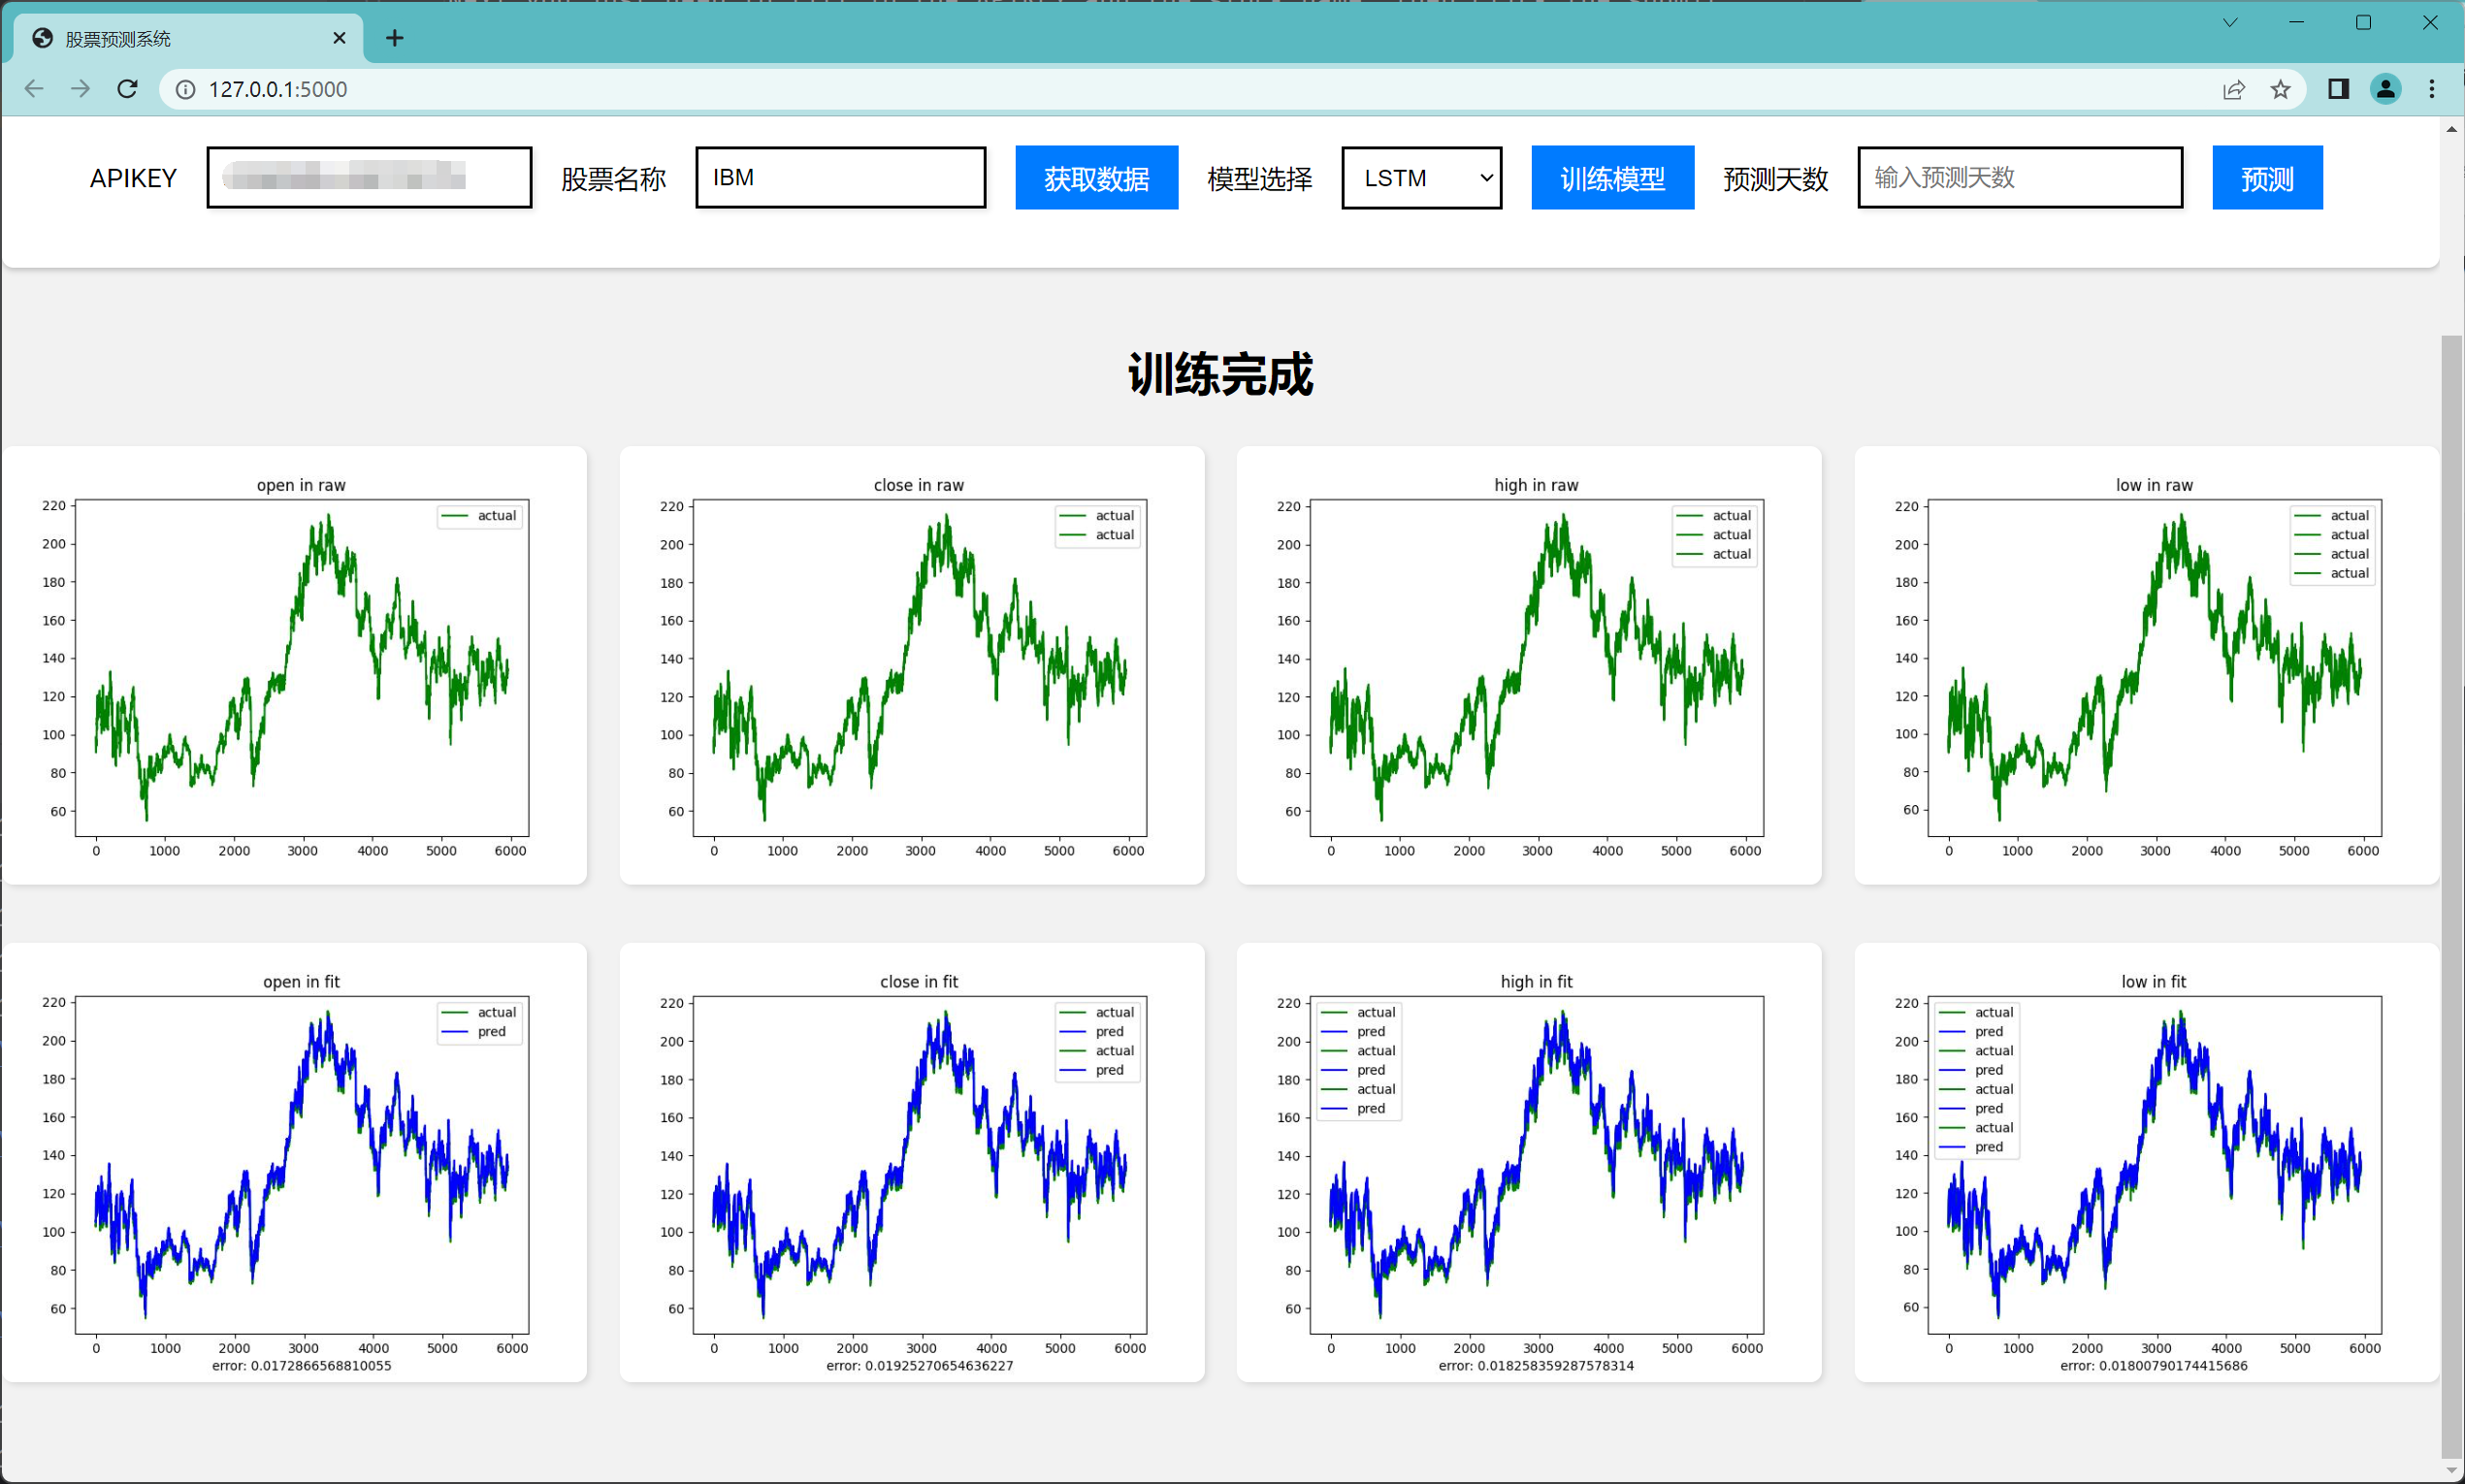 股票预测系统
127.0.0.1:5000
APIKEY 股票名称 IBM 获取数据 模型选择 LSTM 训练模型 预测天数 输入预测天数 预测
训练完成
open in raw
actual
220
200
180
160
140
120
100
80
60
0 1000 2000 3000 4000 5000 6000
close in raw
actual
actual
220
200
180
160
140
120
100
80
60
0 1000 2000 3000 4000 5000 6000
high in raw
actual
actual
actual
220
200
180
160
140
120
100
80
60
0 1000 2000 3000 4000 5000 6000
low in raw
actual
actual
actual
actual
220
200
180
160
140
120
100
80
60
0 1000 2000 3000 4000 5000 6000
open in fit
actual
pred
220
200
180
160
140
120
100
80
60
0 1000 2000 3000 4000 5000 6000
error: 0.0172866568810055
close in fit
actual
pred
actual
pred
220
200
180
160
140
120
100
80
60
0 1000 2000 3000 4000 5000 6000
error: 0.01925270654636227
high in fit
actual
pred
actual
pred
actual
pred
220
200
180
160
140
120
100
80
60
0 1000 2000 3000 4000 5000 6000
error: 0.018258359287578314
low in fit
actual
pred
actual
pred
actual
pred
actual
pred
220
200
180
160
140
120
100
80
60
0 1000 2000 3000 4000 5000 6000
error: 0.01800790174415686